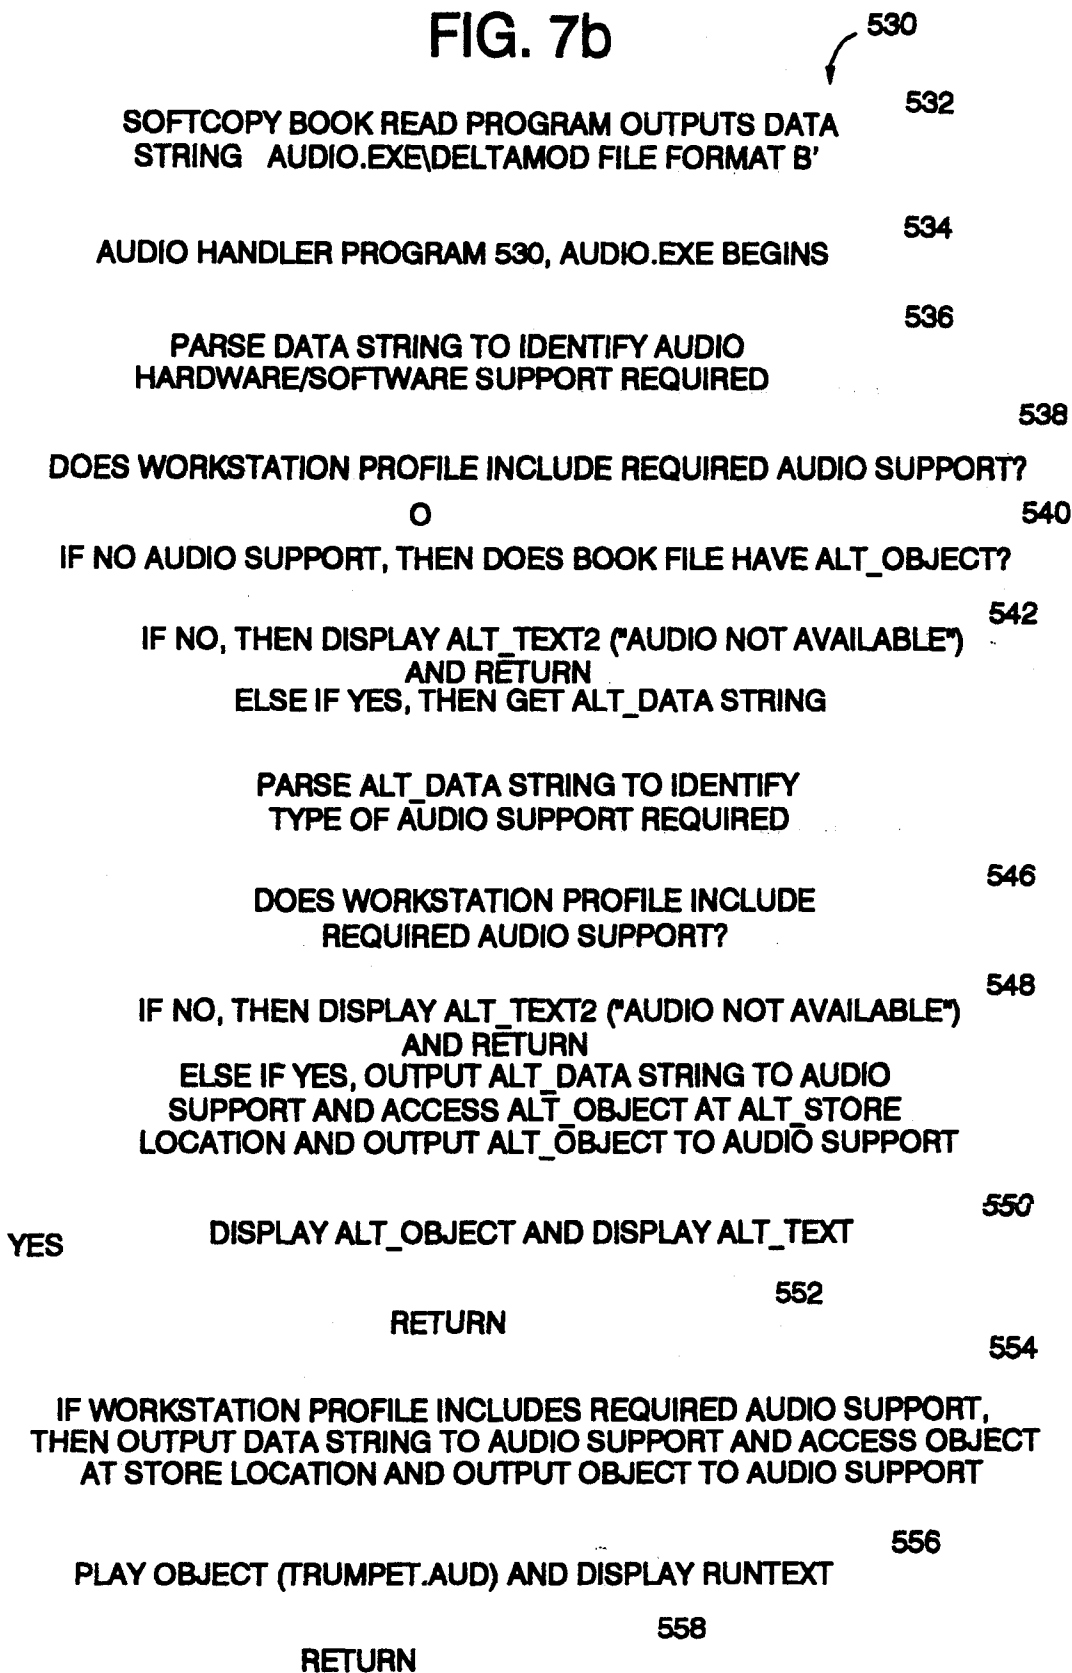 FIG. 7b
530
532
SOFTCOPY BOOK READ PROGRAM OUTPUTS DATA
STRING AUDIO.EXE\DELTAMOD FILE FORMAT B'
534
AUDIO HANDLER PROGRAM 530, AUDIO.EXE BEGINS
536
PARSE DATA STRING TO IDENTIFY AUDIO
HARDWARE/SOFTWARE SUPPORT REQUIRED
538
DOES WORKSTATION PROFILE INCLUDE REQUIRED AUDIO SUPPORT?
O
540
IF NO AUDIO SUPPORT, THEN DOES BOOK FILE HAVE ALT_OBJECT?
542
IF NO, THEN DISPLAY ALT_TEXT2 ("AUDIO NOT AVAILABLE")
AND RETURN
ELSE IF YES, THEN GET ALT_DATA STRING
PARSE ALT_DATA STRING TO IDENTIFY
TYPE OF AUDIO SUPPORT REQUIRED
546
DOES WORKSTATION PROFILE INCLUDE
REQUIRED AUDIO SUPPORT?
548
IF NO, THEN DISPLAY ALT_TEXT2 ("AUDIO NOT AVAILABLE")
AND RETURN
ELSE IF YES, OUTPUT ALT_DATA STRING TO AUDIO
SUPPORT AND ACCESS ALT_OBJECT AT ALT_STORE
LOCATION AND OUTPUT ALT_OBJECT TO AUDIO SUPPORT
550
YES
DISPLAY ALT_OBJECT AND DISPLAY ALT_TEXT
552
RETURN
554
IF WORKSTATION PROFILE INCLUDES REQUIRED AUDIO SUPPORT,
THEN OUTPUT DATA STRING TO AUDIO SUPPORT AND ACCESS OBJECT
AT STORE LOCATION AND OUTPUT OBJECT TO AUDIO SUPPORT
556
PLAY OBJECT (TRUMPET.AUD) AND DISPLAY RUNTEXT
558
RETURN